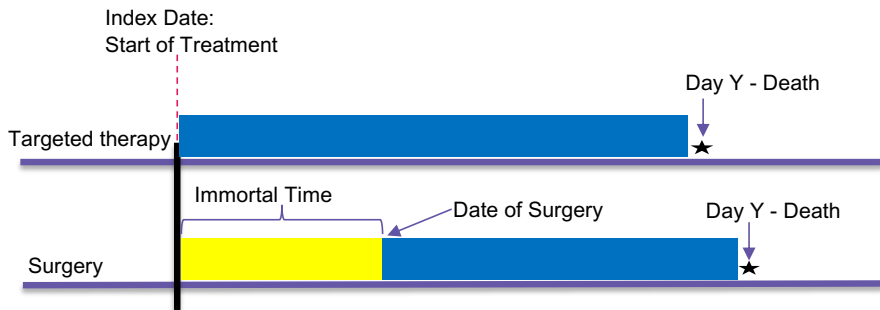 Index Date:
Start of Treatment
Day Y - Death
Targeted therapy
Immortal Time
Date of Surgery
Day Y - Death
Surgery